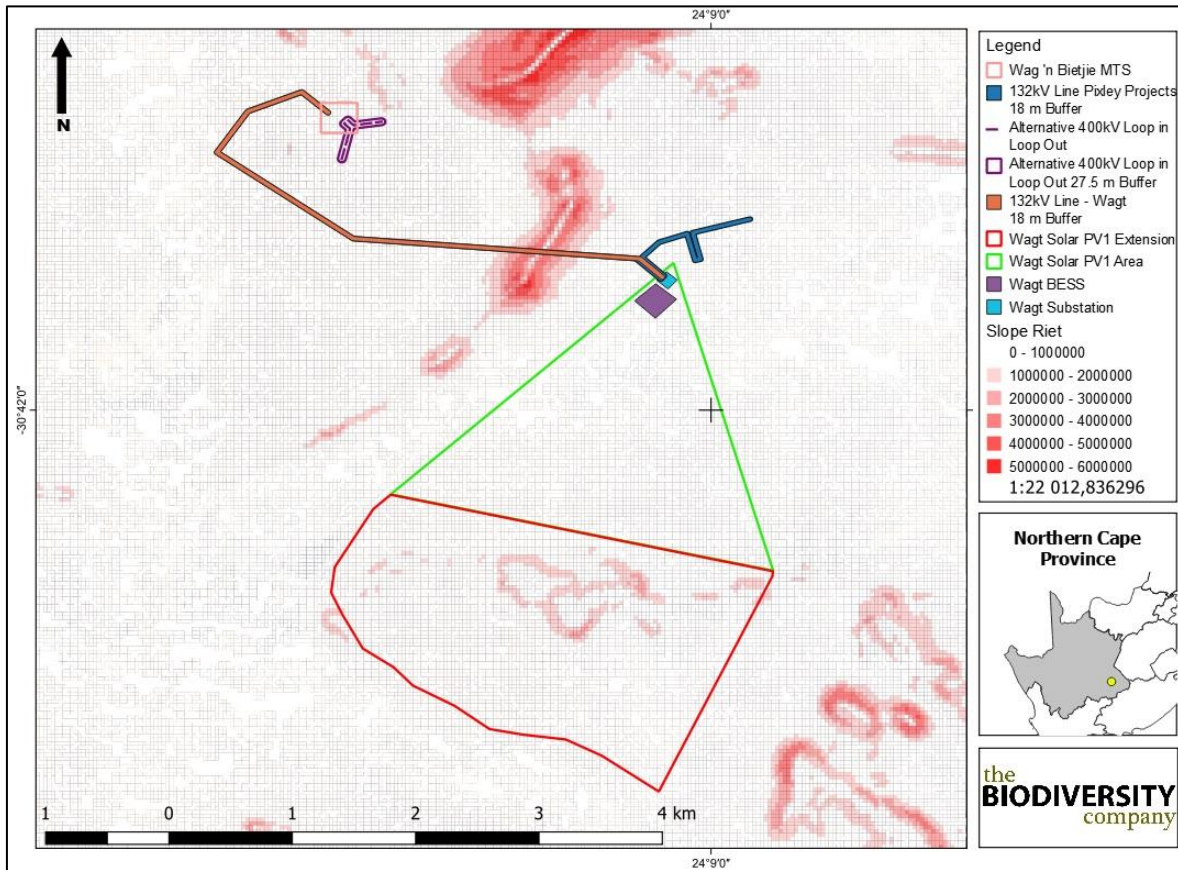 24°9'0"
N
-30°42'0"
1 0 1 2 3 4 km
24°9'0"
Legend
Wag 'n Bietjie MTS
132kV Line Pixley Projects
18 m Buffer
Alternative 400kV Loop in
Loop Out
Alternative 400kV Loop in
Loop Out 27.5 m Buffer
132kV Line - Wagt
18 m Buffer
Wagt Solar PV1 Extension
Wagt Solar PV1 Area
Wagt BESS
Wagt Substation
Slope Riet
0 - 1000000
1000000 - 2000000
2000000 - 3000000
3000000 - 4000000
4000000 - 5000000
5000000 - 6000000
1:22 012,836296
Northern Cape
Province
the
BIODIVERSITY
company